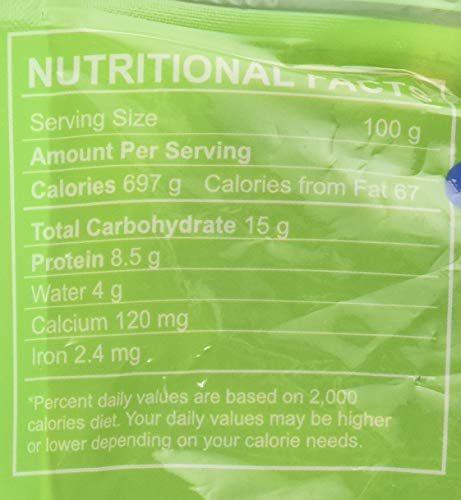 NUTRITIONAL FACTS
Serving Size 100 g
Amount Per Serving
Calories 697 g Calories from Fat 67
Total Carbohydrate 15 g
Protein 8.5 g
Water 4 g
Calcium 120 mg
Iron 2.4 mg
*Percent daily values are based on 2,000
calories diet. Your daily values may be higher
or lower depending on your calorie needs.